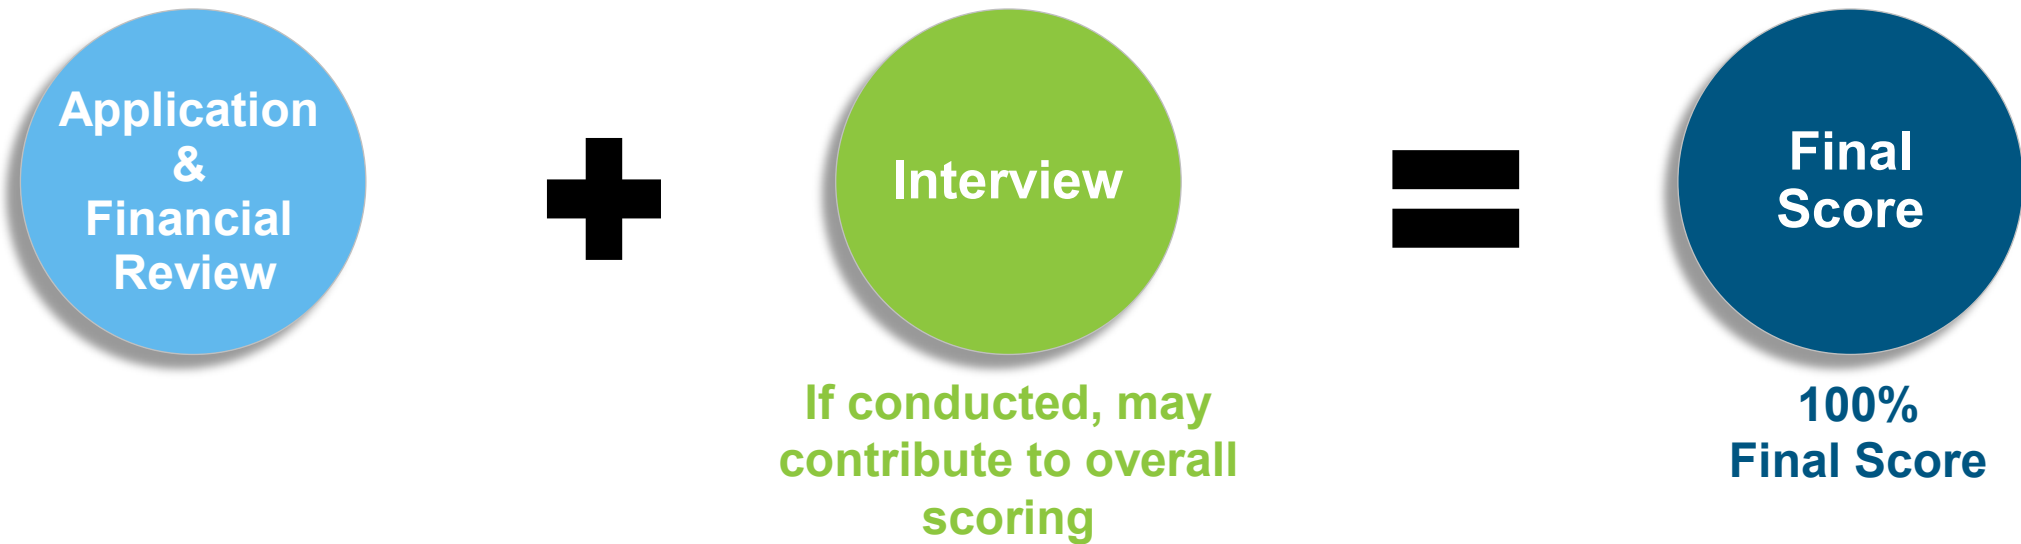 Application
&
Financial
Review
Interview
If conducted, may
contribute to overall
scoring
Final
Score
100%
Final Score